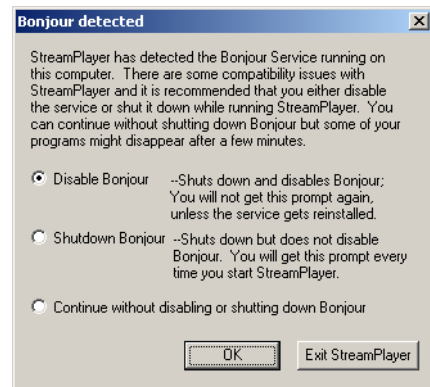 Bonjour detected
StreamPlayer has detected the Bonjour Service running on
this computer. There are some compatibility issues with
StreamPlayer and it is recommended that you either disable
the service or shut it down while running StreamPlayer. You
can continue without shutting down Bonjour but some of your
programs might disappear after a few minutes.
Disable Bonjour --Shuts down and disables Bonjour;
You will not get this prompt again,
unless the service gets reinstalled.
Shutdown Bonjour --Shuts down but does not disable
Bonjour. You will get this prompt every
time you start StreamPlayer.
Continue without disabling or shutting down Bonjour
OK Exit StreamPlayer